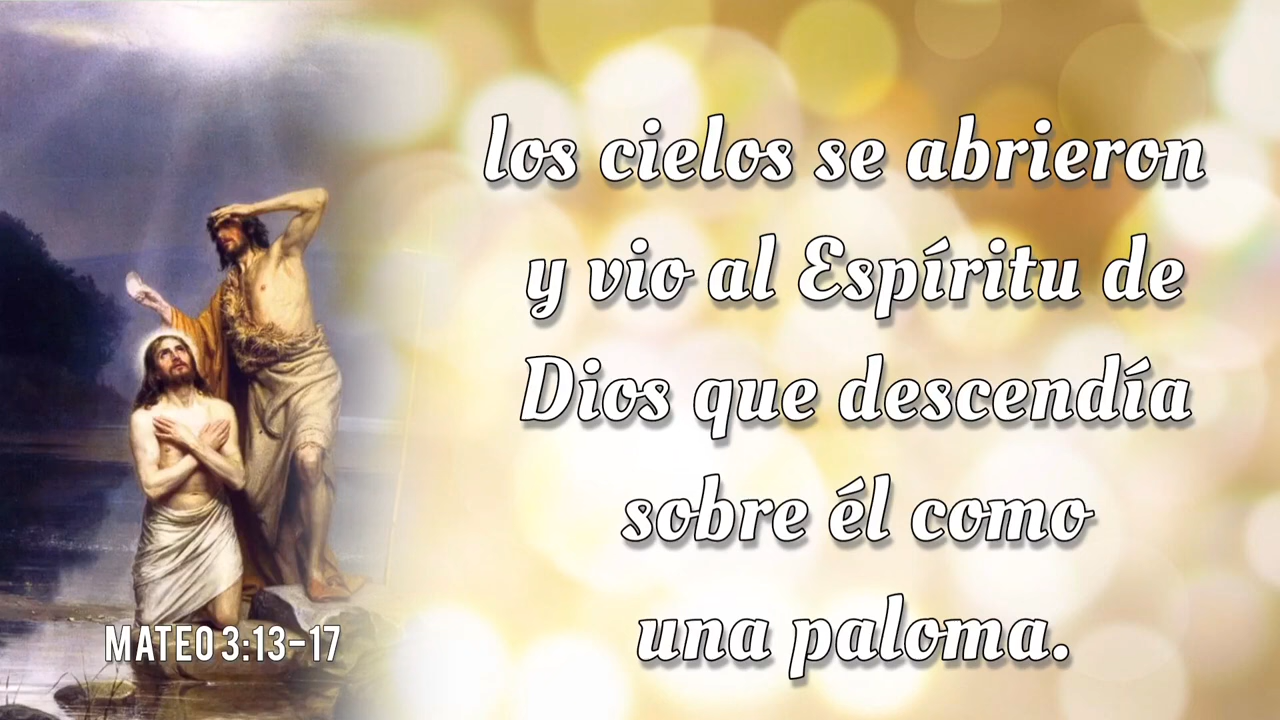 los cielos se abrieron
y vio al Espíritu de
Dios que descendía
sobre él como
una paloma.
MATEO 3:13-17